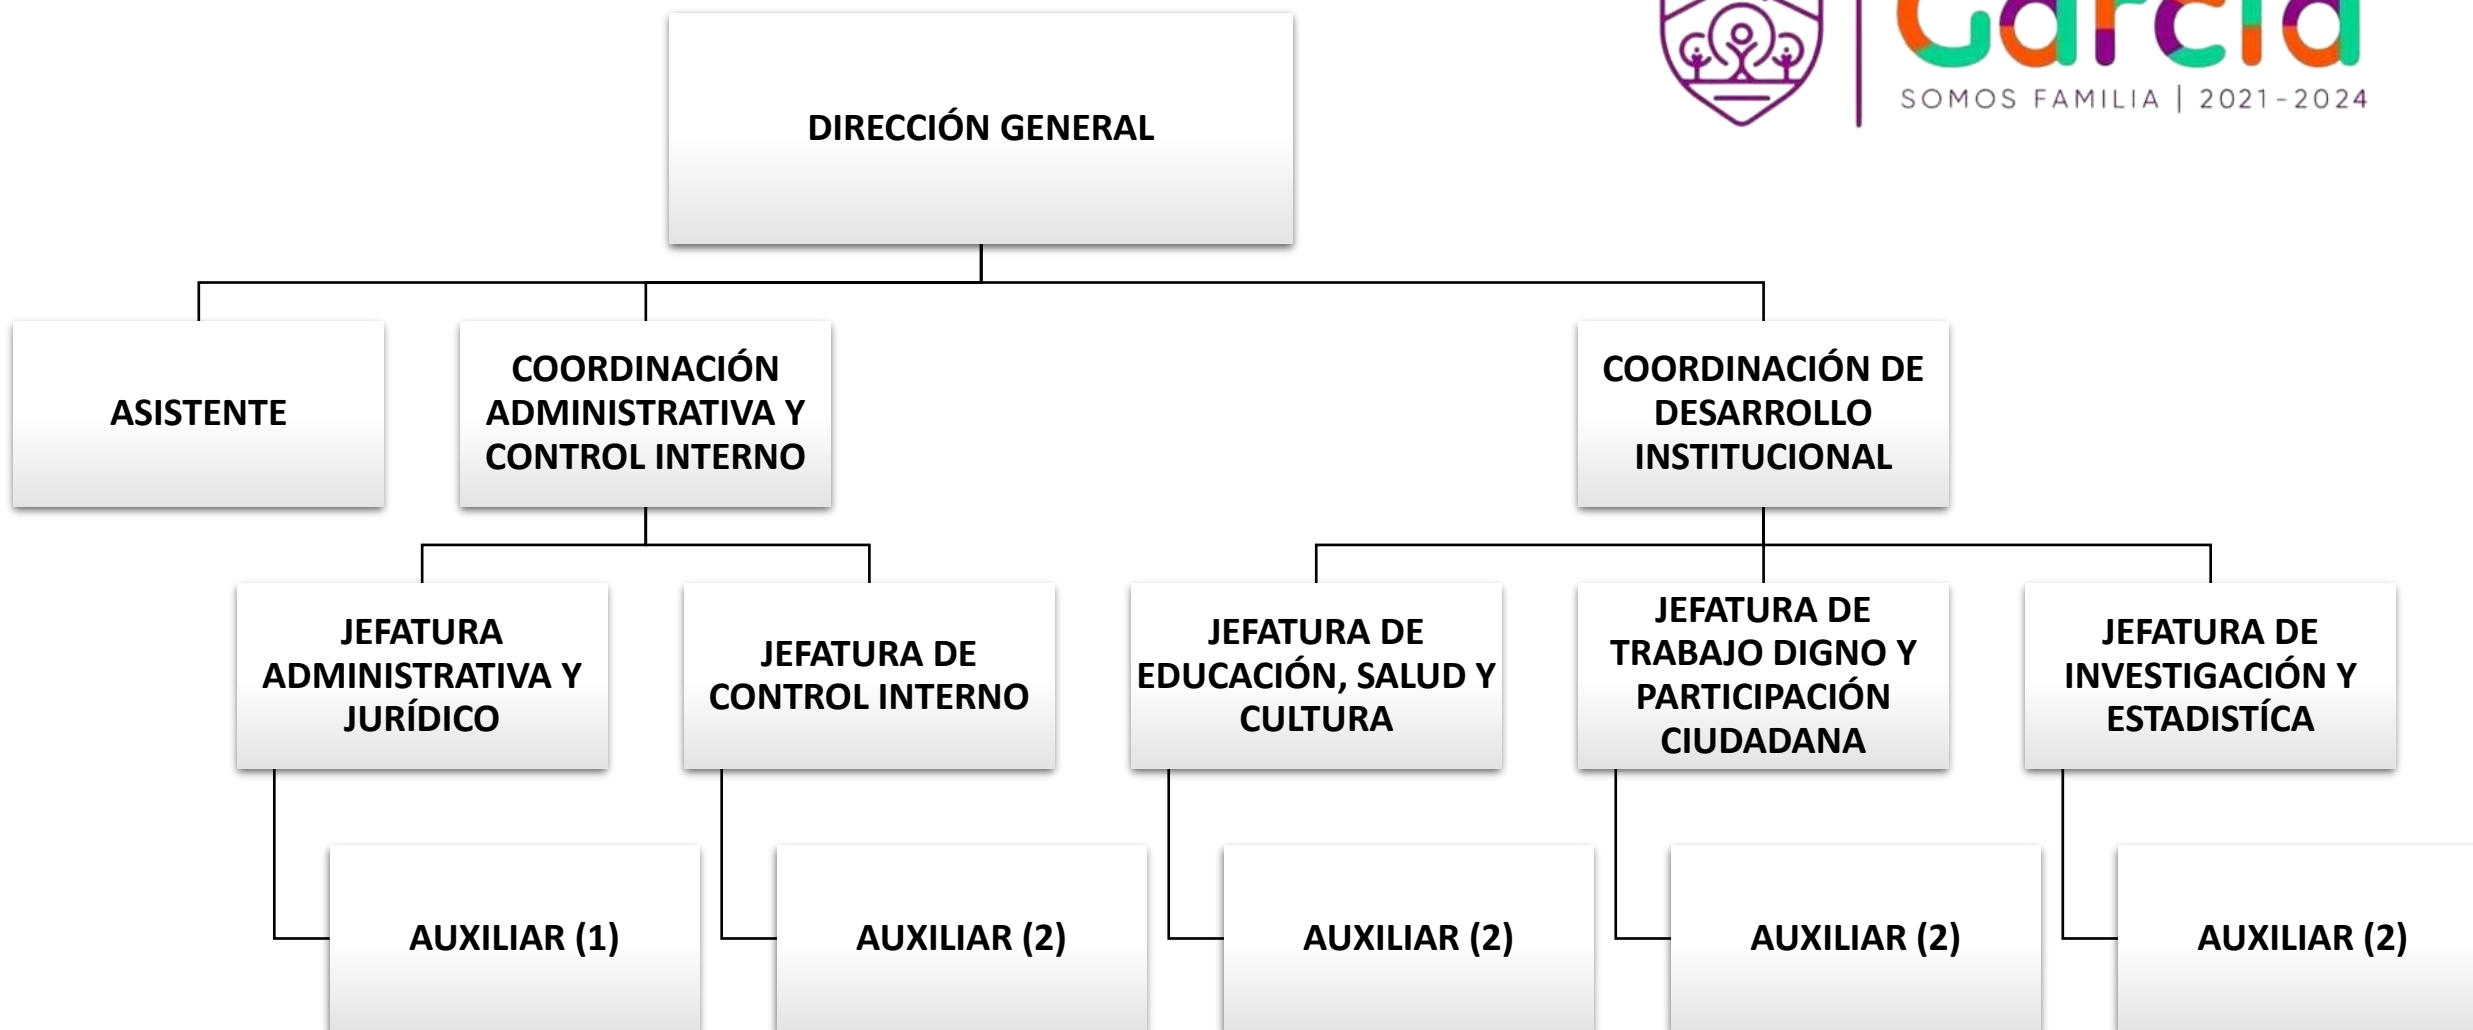 García
SOMOS FAMILIA | 2021-2024
DIRECCIÓN GENERAL
ASISTENTE
COORDINACIÓN
ADMINISTRATIVA Y
CONTROL INTERNO
COORDINACIÓN DE
DESARROLLO
INSTITUCIONAL
JEFATURA
ADMINISTRATIVA Y
JURÍDICO
JEFATURA DE
CONTROL INTERNO
JEFATURA DE
EDUCACIÓN, SALUD Y
CULTURA
JEFATURA DE
TRABAJO DIGNO Y
PARTICIPACIÓN
CIUDADANA
JEFATURA DE
INVESTIGACIÓN Y
ESTADISTÍCA
AUXILIAR (1)
AUXILIAR (2)
AUXILIAR (2)
AUXILIAR (2)
AUXILIAR (2)